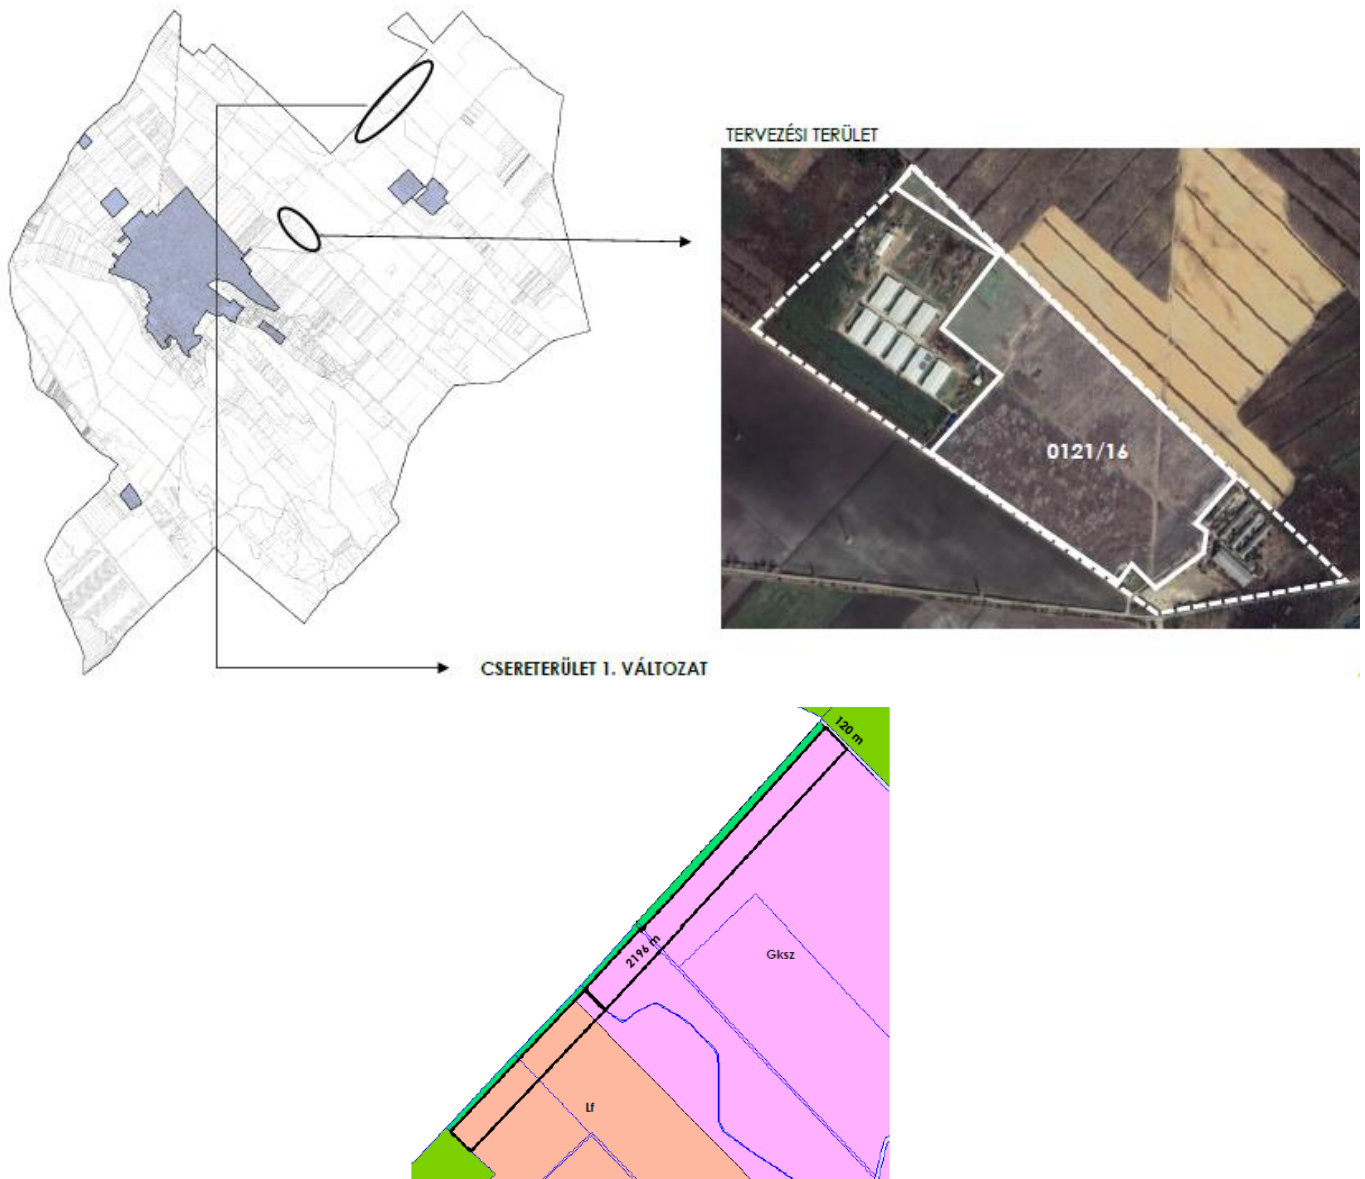 TERVEZÉSI TERÜLET
0121/16
CSERETERÜLET 1. VÁLTOZAT
120 m
2196 m
Gksz
Lf